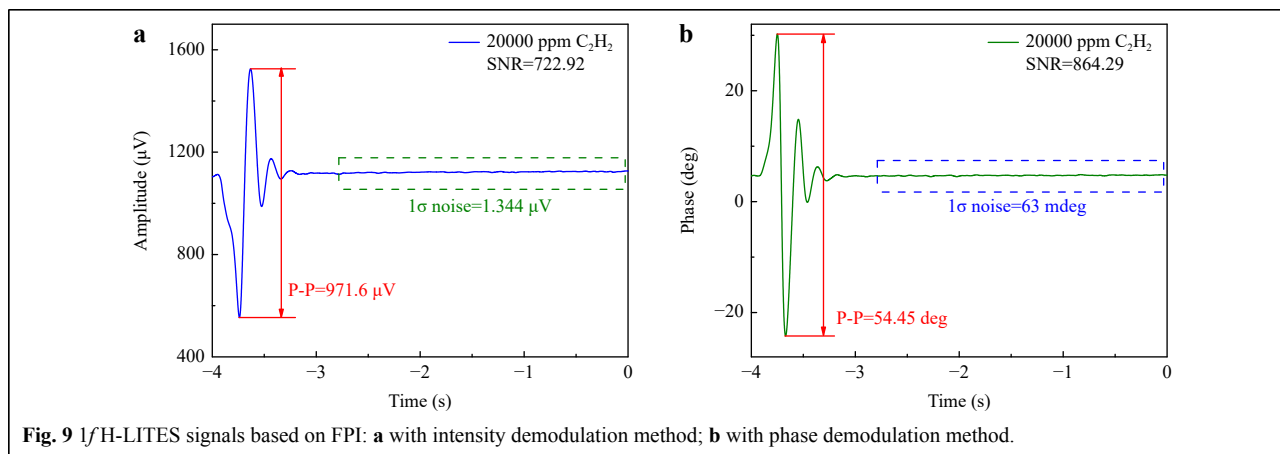 a
1600
1200
800
400
Amplitude (μV)
20000 ppm C₂H₂
SNR=722.92
1σ noise=1.344 μV
P-P=971.6 μV
−4
−3
−2
−1
0
Time (s)
b
20
0
−20
Phase (deg)
20000 ppm C₂H₂
SNR=864.29
1σ noise=63 mdeg
P-P=54.45 deg
−4
−3
−2
−1
0
Time (s)
Fig. 9 1f H-LITES signals based on FPI: a with intensity demodulation method; b with phase demodulation method.